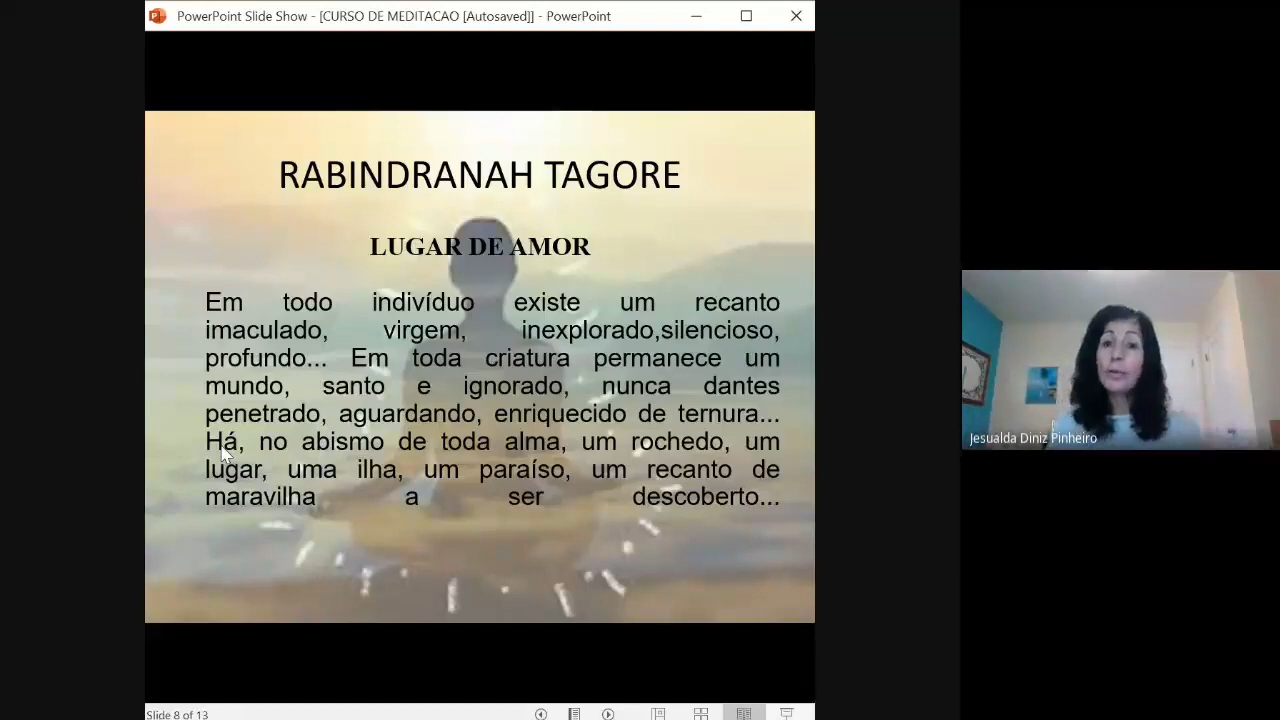 PowerPoint Slide Show - [CURSO DE MEDITACAO [Autosaved]] - PowerPoint
RABINDRANAH TAGORE
LUGAR DE AMOR
Em todo indivíduo existe um recanto
imaculado, virgem, inexplorado,silencioso,
profundo... Em toda criatura permanece um
mundo, santo e ignorado, nunca dantes
penetrado, aguardando, enriquecido de ternura...
Há, no abismo de toda alma, um rochedo, um
lugar, uma ilha, um paraíso, um recanto de
maravilha a ser descoberto...
Jesualda Diniz Pinheiro
Slide 8 of 13